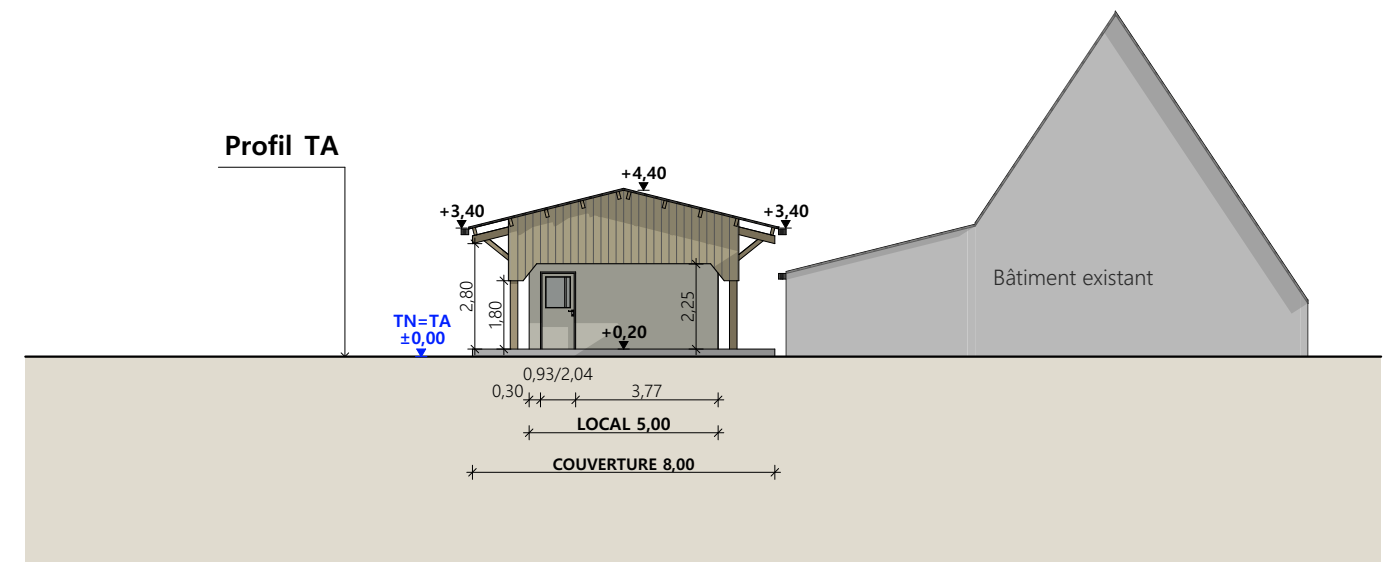 Profil TA
+4,40
+3,40
+3,40
Bâtiment existant
2,80
1,80
2,25
TN=TA
±0,00
+0,20
0,93/2,04
0,30
3,77
LOCAL 5,00
COUVERTURE 8,00